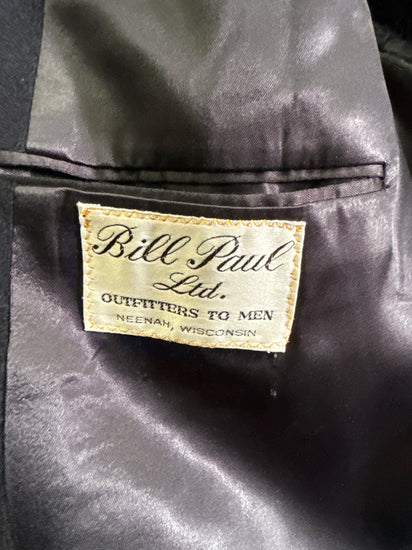 Bill Paul
Ltd.
OUTFITTERS TO MEN
NEENAH, WISCONSIN